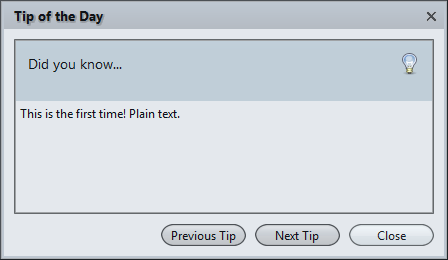 Tip of the Day
Did you know...
This is the first time! Plain text.
Previous Tip
Next Tip
Close